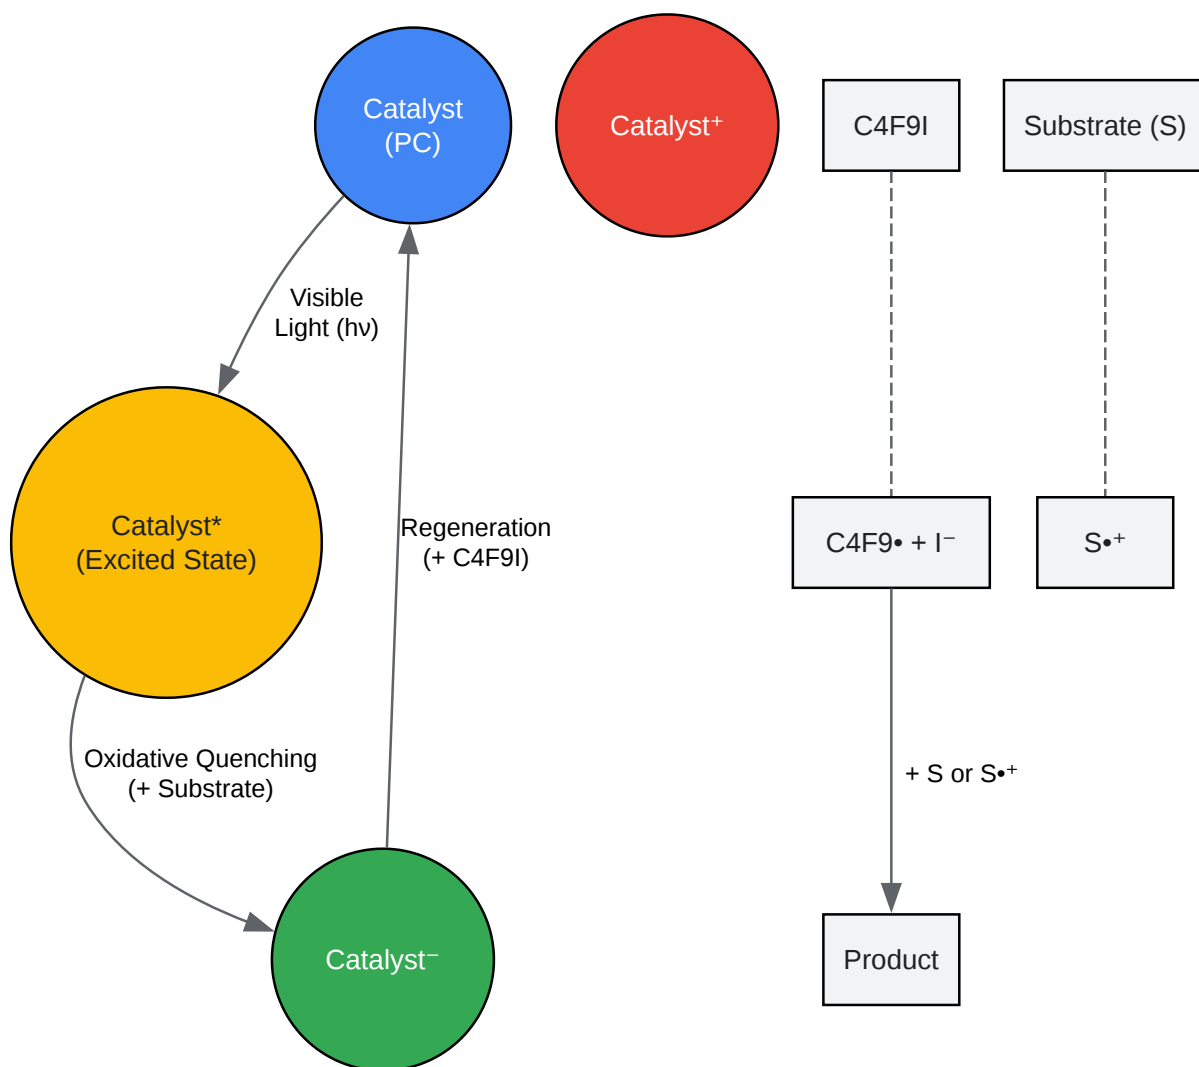 Catalyst
(PC)
Catalyst⁺
C4F9I
Substrate (S)
Visible
Light (hν)
Catalyst*
(Excited State)
Regeneration
(+ C4F9I)
C4F9• + I⁻
S•⁺
Oxidative Quenching
(+ Substrate)
+ S or S•⁺
Catalyst⁻
Product